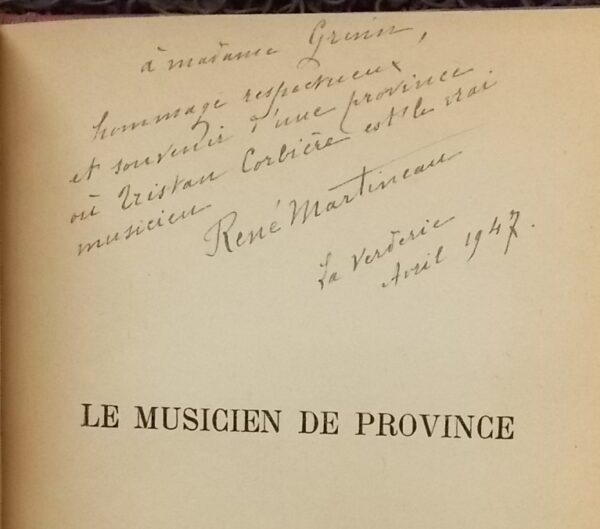 à madame Grinn,
hommage respectueux
et souvenir d'une province
où Tristan Corbière est le vrai
musicien
René Martineau
La Verderie
Avril 1947.
LE MUSICIEN DE PROVINCE